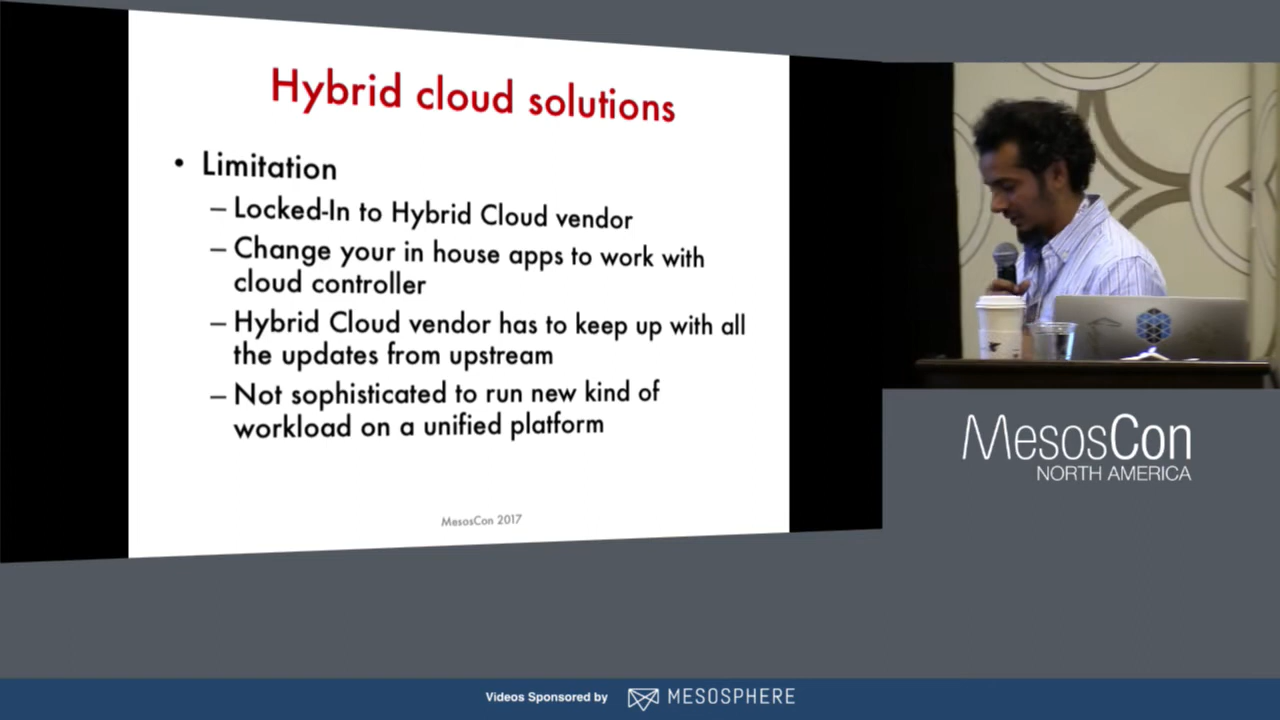 Hybrid cloud solutions
• Limitation
– Locked-In to Hybrid Cloud vendor
– Change your in house apps to work with
cloud controller
– Hybrid Cloud vendor has to keep up with all
the updates from upstream
– Not sophisticated to run new kind of
workload on a unified platform
MesosCon 2017
MesosCon
NORTH AMERICA
Videos Sponsored by MESOSPHERE